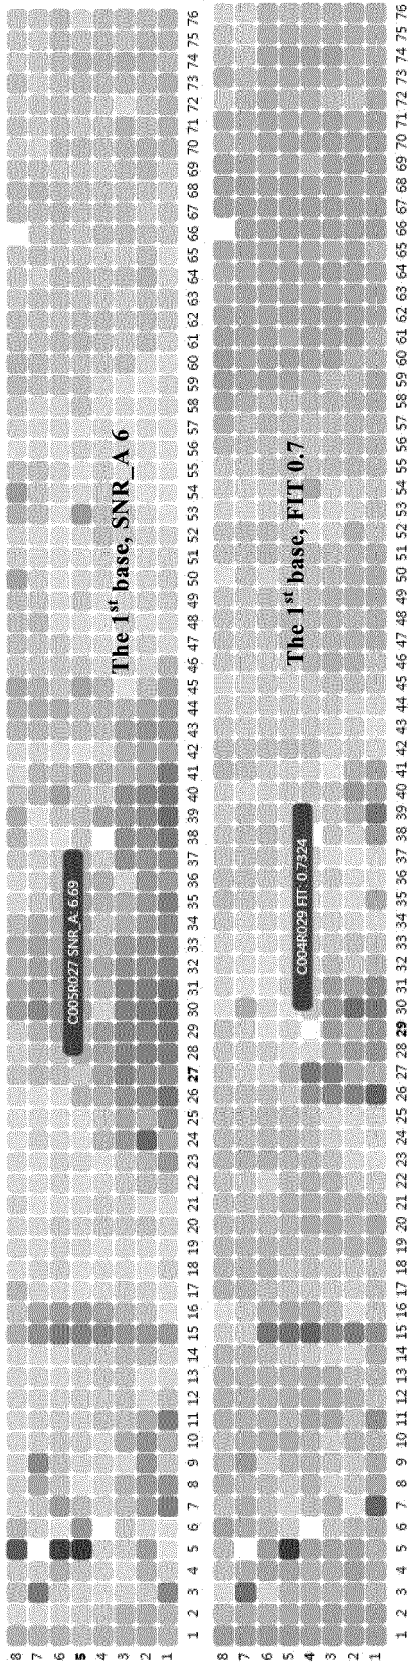 8 7 6 5 4 3 2 1
C005R027 SNR_A: 6.69
The 1st base, SNR_A 6
1 2 3 4 5 6 7 8 9 10 11 12 13 14 15 16 17 18 19 20 21 22 23 24 25 26 27 28 29 30 31 32 33 34 35 36 37 38 39 40 41 42 43 44 45 46 47 48 49 50 51 52 53 54 55 56 57 58 59 60 61 62 63 64 65 66 67 68 69 70 71 72 73 74 75 76
8 7 6 5 4 3 2 1
C004R029 FIT: 0.7324
The 1st base, FIT 0.7
1 2 3 4 5 6 7 8 9 10 11 12 13 14 15 16 17 18 19 20 21 22 23 24 25 26 27 28 29 30 31 32 33 34 35 36 37 38 39 40 41 42 43 44 45 46 47 48 49 50 51 52 53 54 55 56 57 58 59 60 61 62 63 64 65 66 67 68 69 70 71 72 73 74 75 76